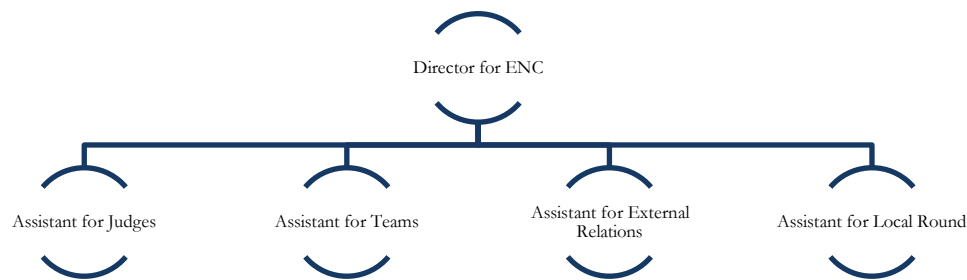 Director for ENC
Assistant for Judges
Assistant for Teams
Assistant for External
Relations
Assistant for Local Round